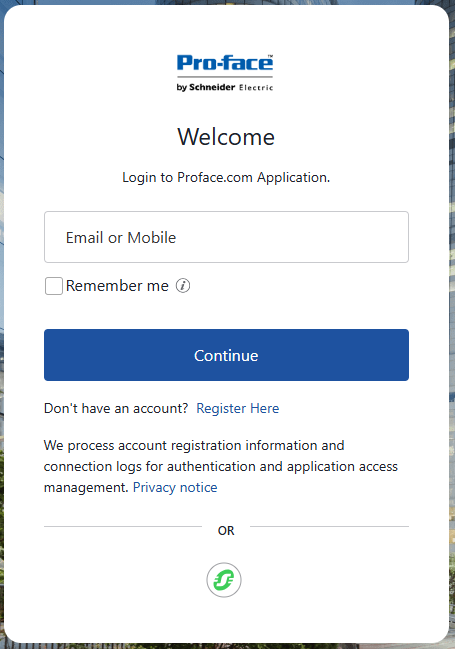 Pro-face™
by Schneider Electric
Welcome
Login to Proface.com Application.
Email or Mobile
Remember me
Continue
Don't have an account? Register Here
We process account registration information and
connection logs for authentication and application access
management. Privacy notice
OR